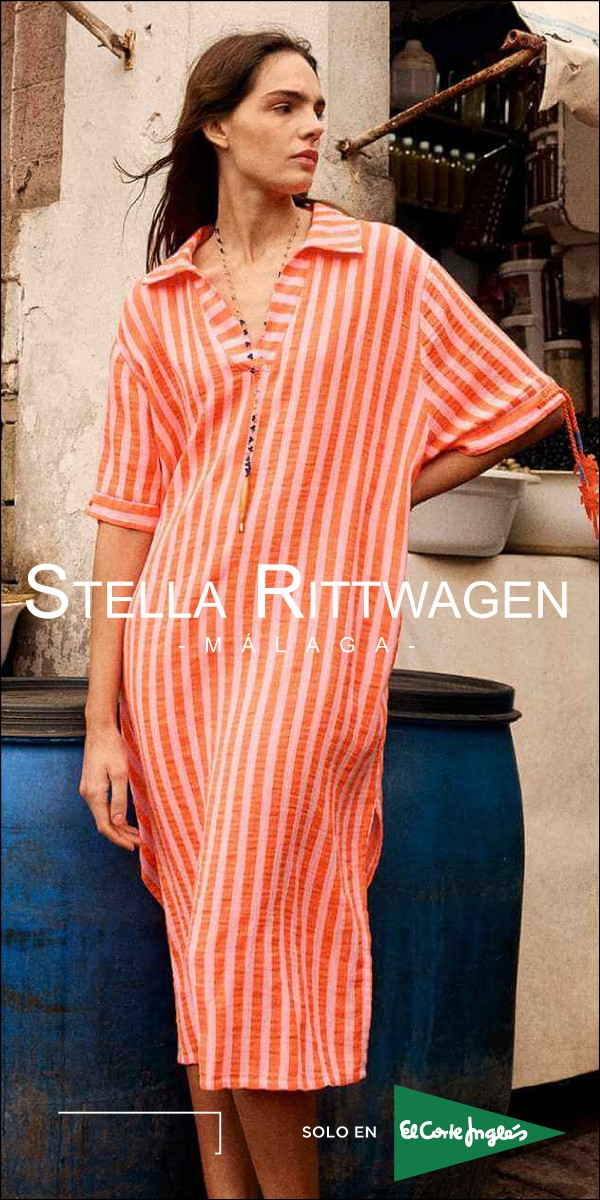 STELLA RITTWAGEN
- MÁLAGA -
SOLO EN El Corte Inglés